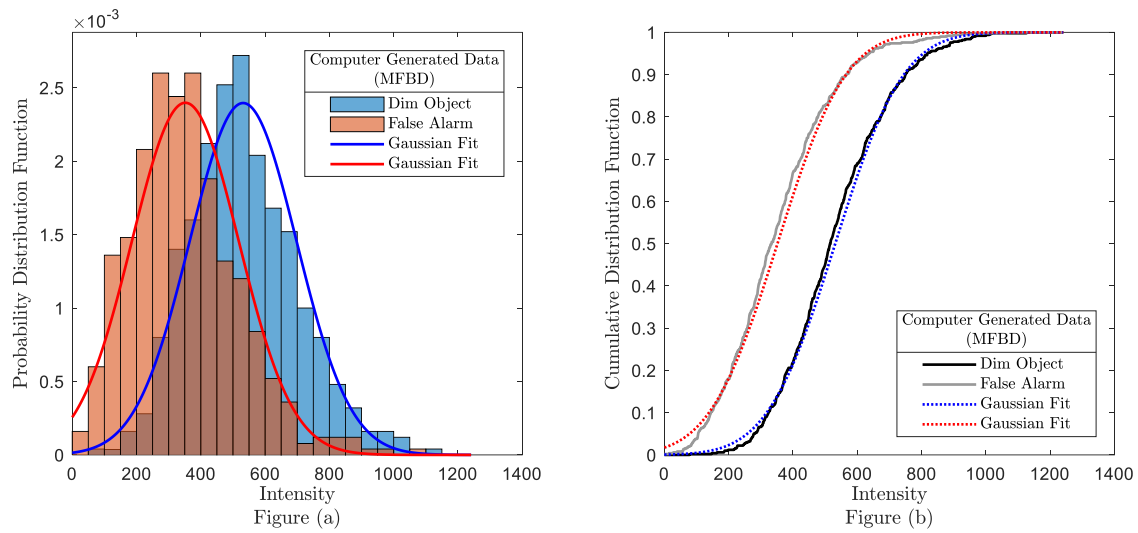 ×10⁻³
2.5
2
1.5
1
0.5
0
Probability Distribution Function
0 200 400 600 800 1000 1200 1400
Intensity
Figure (a)
Computer Generated Data
(MFBD)
Dim Object
False Alarm
Gaussian Fit
Gaussian Fit
1
0.9
0.8
0.7
0.6
0.5
0.4
0.3
0.2
0.1
0
Cumulative Distribution Function
0 200 400 600 800 1000 1200 1400
Intensity
Figure (b)
Computer Generated Data
(MFBD)
Dim Object
False Alarm
Gaussian Fit
Gaussian Fit